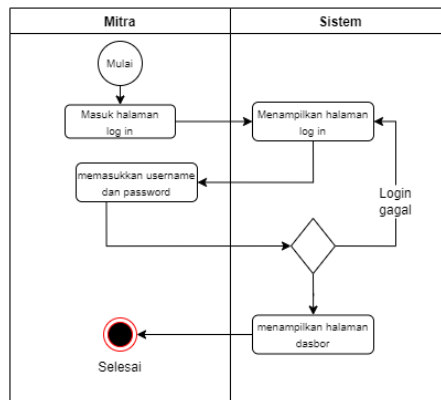 Mitra
Sistem
Mulai
Masuk halaman
log in
Menampilkan halaman
log in
memasukkan username
dan password
Login
gagal
menampilkan halaman
dasbor
Selesai